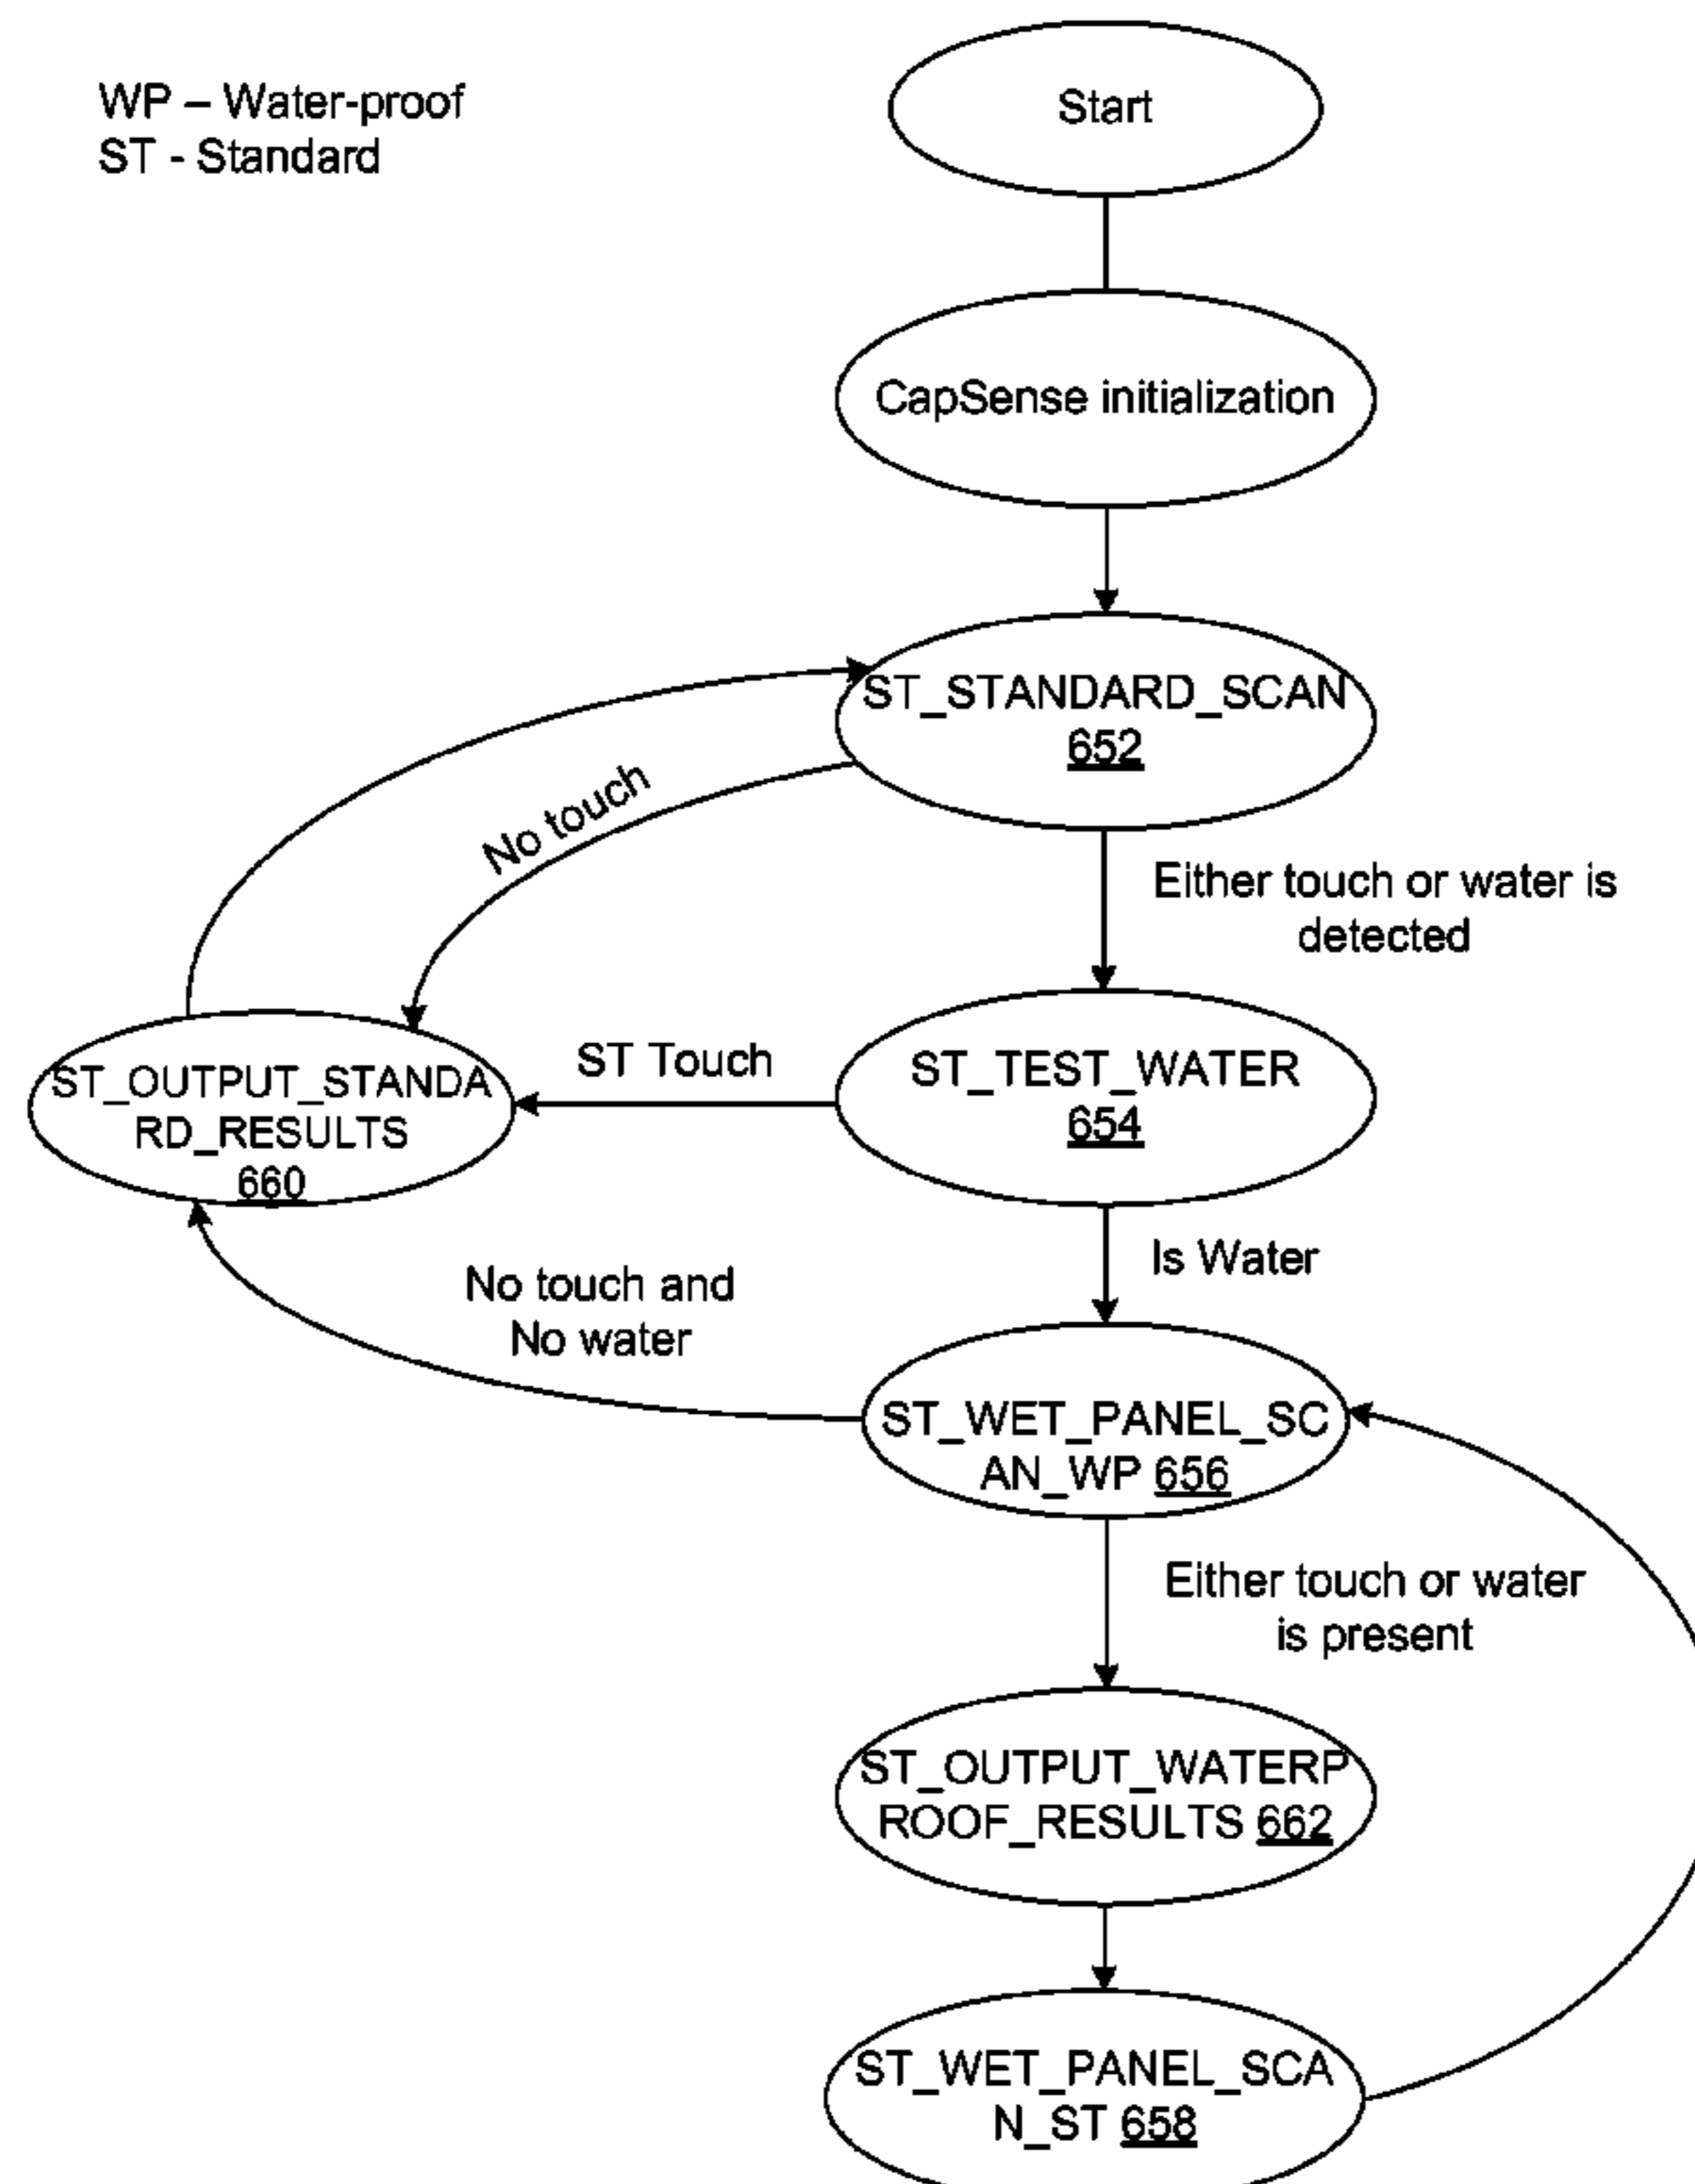 WP – Water-proof
ST - Standard
Start
CapSense initialization
ST_STANDARD_SCAN
652
No touch
Either touch or water is
detected
ST_TEST_WATER
654
ST Touch
ST_OUTPUT_STANDA
RD_RESULTS
660
Is Water
No touch and
No water
ST_WET_PANEL_SC
AN_WP 656
Either touch or water
is present
ST_OUTPUT_WATERP
ROOF_RESULTS 662
ST_WET_PANEL_SCA
N_ST 658